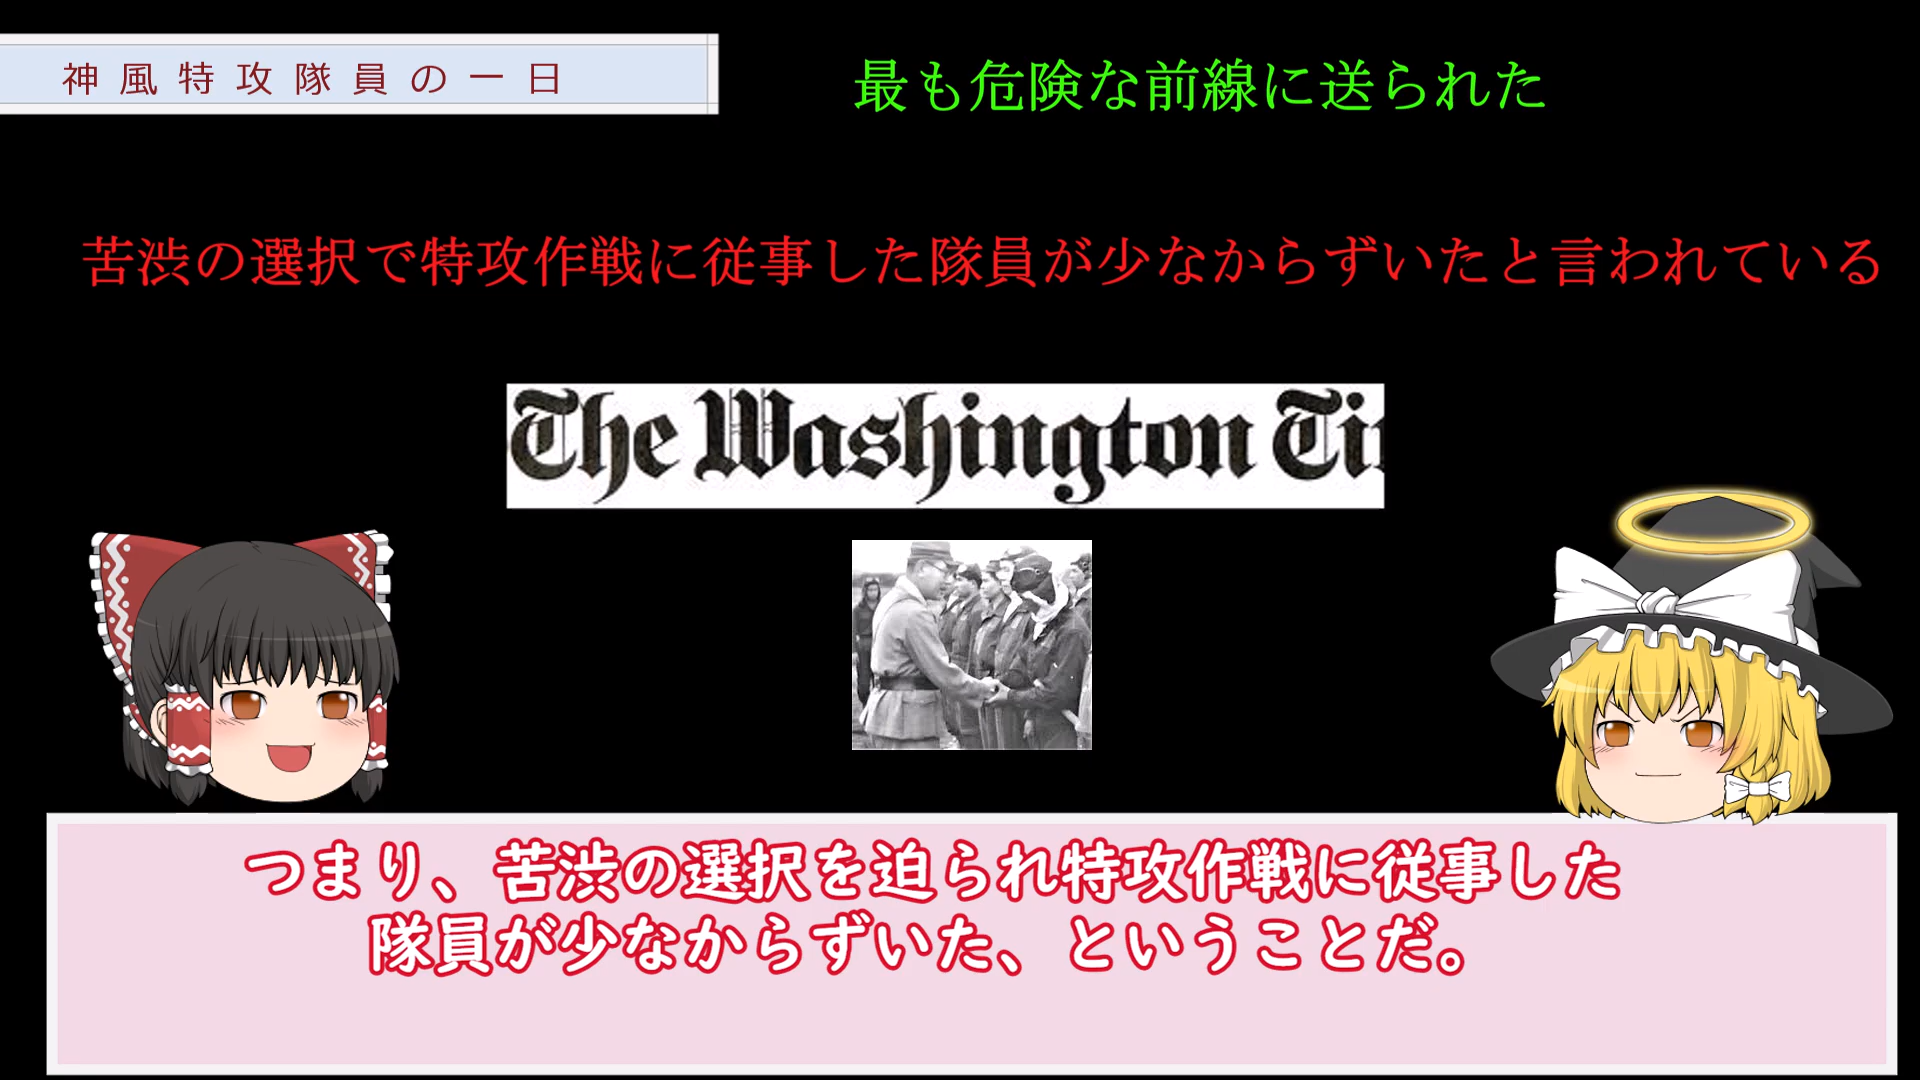 神風特攻隊員の一日
最も危険な前線に送られた
苦渋の選択で特攻作戦に従事した隊員が少なからずいたと言われている
The Washington Ti
つまり、苦渋の選択を迫られ特攻作戦に従事した
隊員が少なからずいた、ということだ。